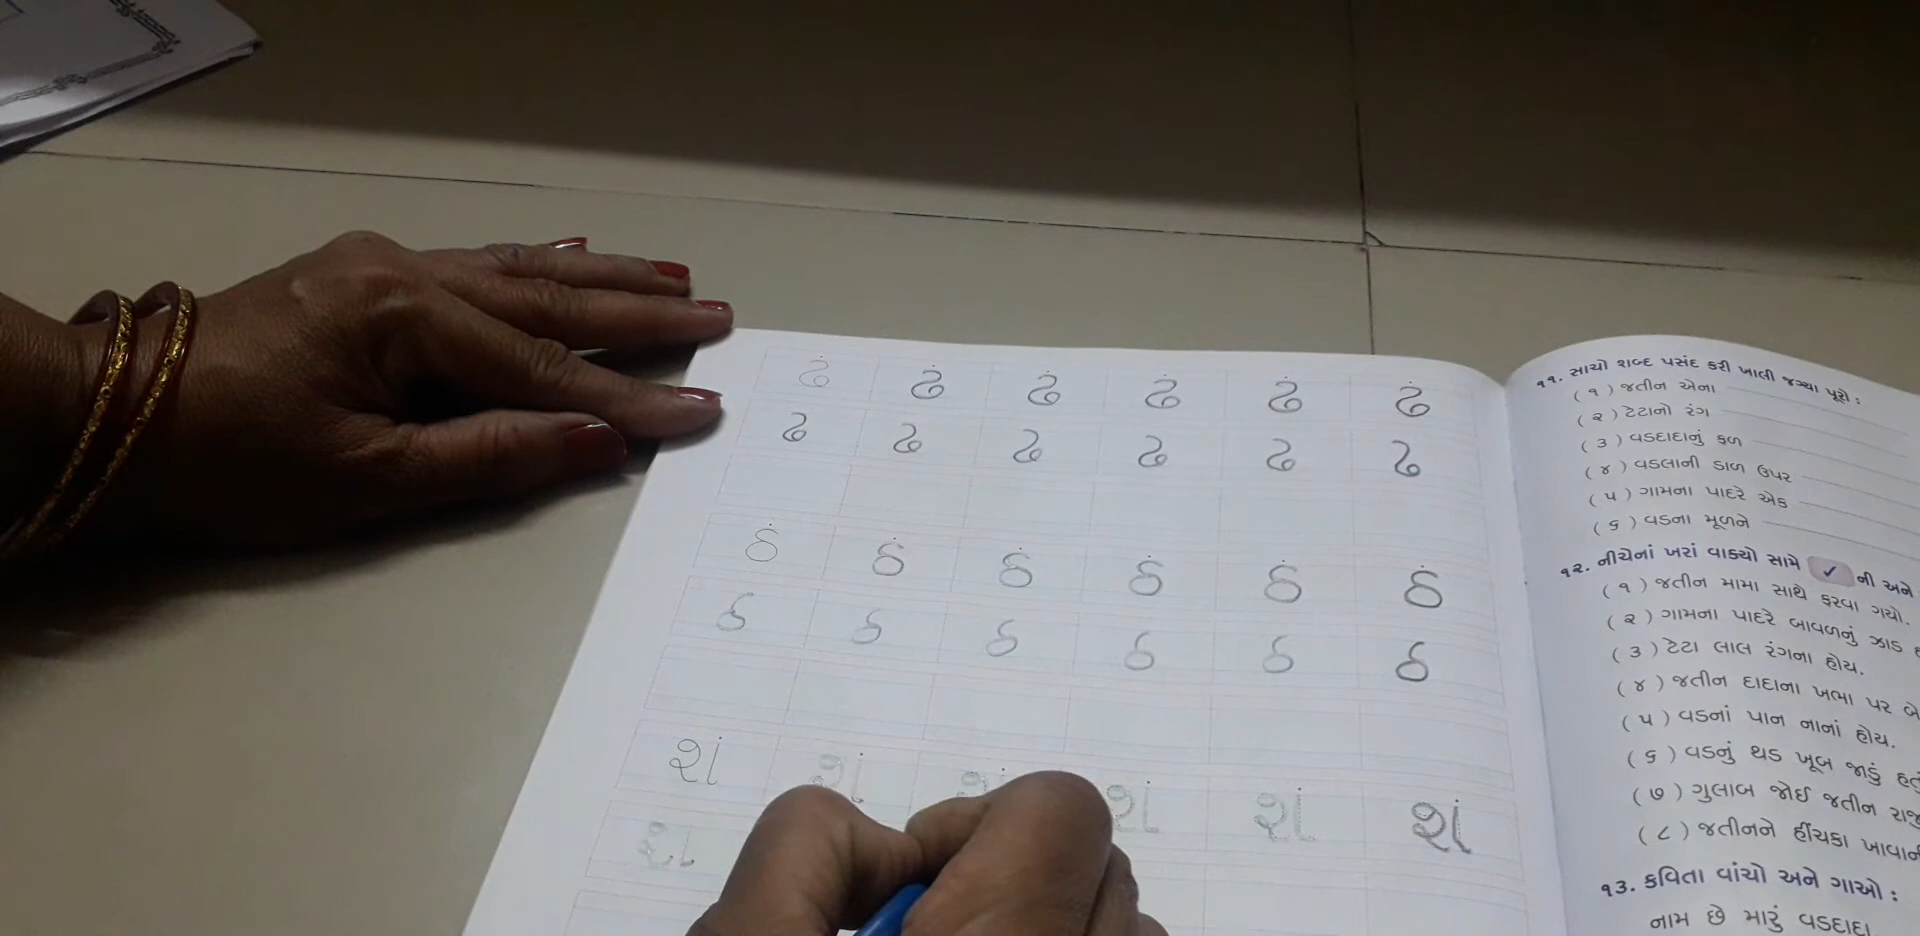 ઢં ઢં ઢં ઢં ઢં ઢં
ઢ ઢ ઢ ઢ ઢ ઢ
ઠં ઠં ઠં ઠં ઠં ઠં
ઠ ઠ ઠ ઠ ઠ ઠ
શં શં શં શં શં શં
શં
૧૧. સાચો શબ્દ પસંદ કરી ખાલી જગ્યા પૂરો :
( ૧ ) જતીન એના
( ૨ ) ટેટાનો રંગ
( ૩ ) વડદાદાનું ફળ
( ૪ ) વડલાની ડાળ ઉપર
( ૫ ) ગામના પાદરે એક
( ૬ ) વડના મૂળને
૧૨. નીચેનાં ખરાં વાક્યો સામે ✓ ની અને
( ૧ ) જતીન મામા સાથે ફરવા ગયો.
( ૨ ) ગામના પાદરે બાવળનું ઝાડ
( ૩ ) ટેટા લાલ રંગના હોય.
( ૪ ) જતીન દાદાના ખભા પર
( ૫ ) વડનાં પાન નાનાં હોય.
( ૬ ) વડનું થડ ખૂબ જાડું
( ૭ ) ગુલાબ જોઈ જતીન
( ૮ ) જતીનને હીંચકા
૧૩. કવિતા વાંચો અને ગાઓ :
નામ છે મારું વડદાદા